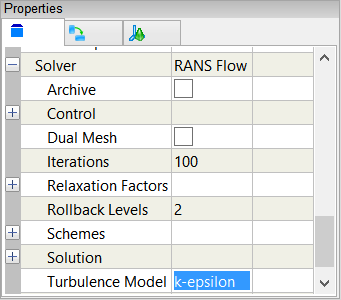 Properties
Solver RANS Flow
Archive
Control
Dual Mesh
Iterations 100
Relaxation Factors
Rollback Levels 2
Schemes
Solution
Turbulence Model k-epsilon